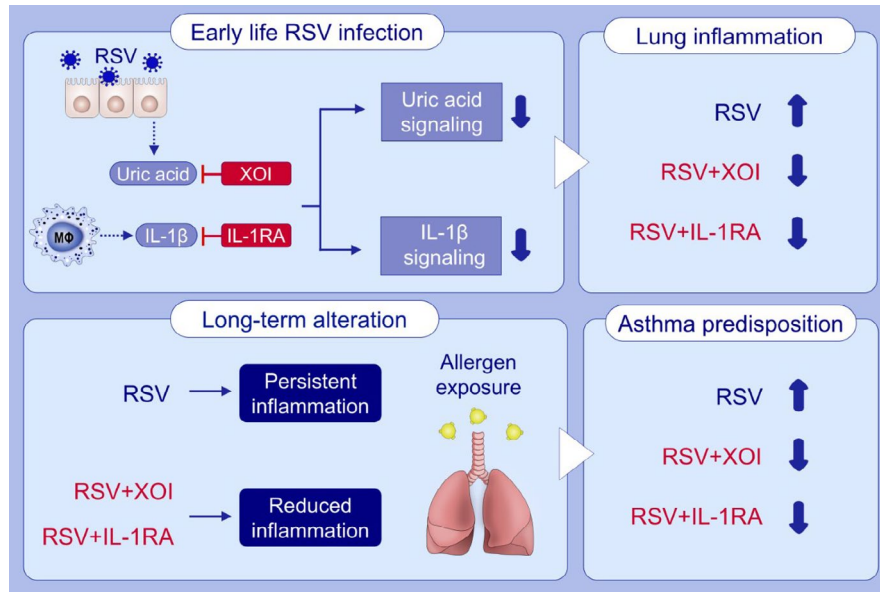 Early life RSV infection
RSV
Uric acid
XOI
MΦ
IL-1β
IL-1RA
Uric acid
signaling
IL-1β
signaling
Lung inflammation
RSV
RSV+XOI
RSV+IL-1RA
Long-term alteration
RSV
Persistent
inflammation
RSV+XOI
RSV+IL-1RA
Reduced
inflammation
Allergen
exposure
Asthma predisposition
RSV
RSV+XOI
RSV+IL-1RA